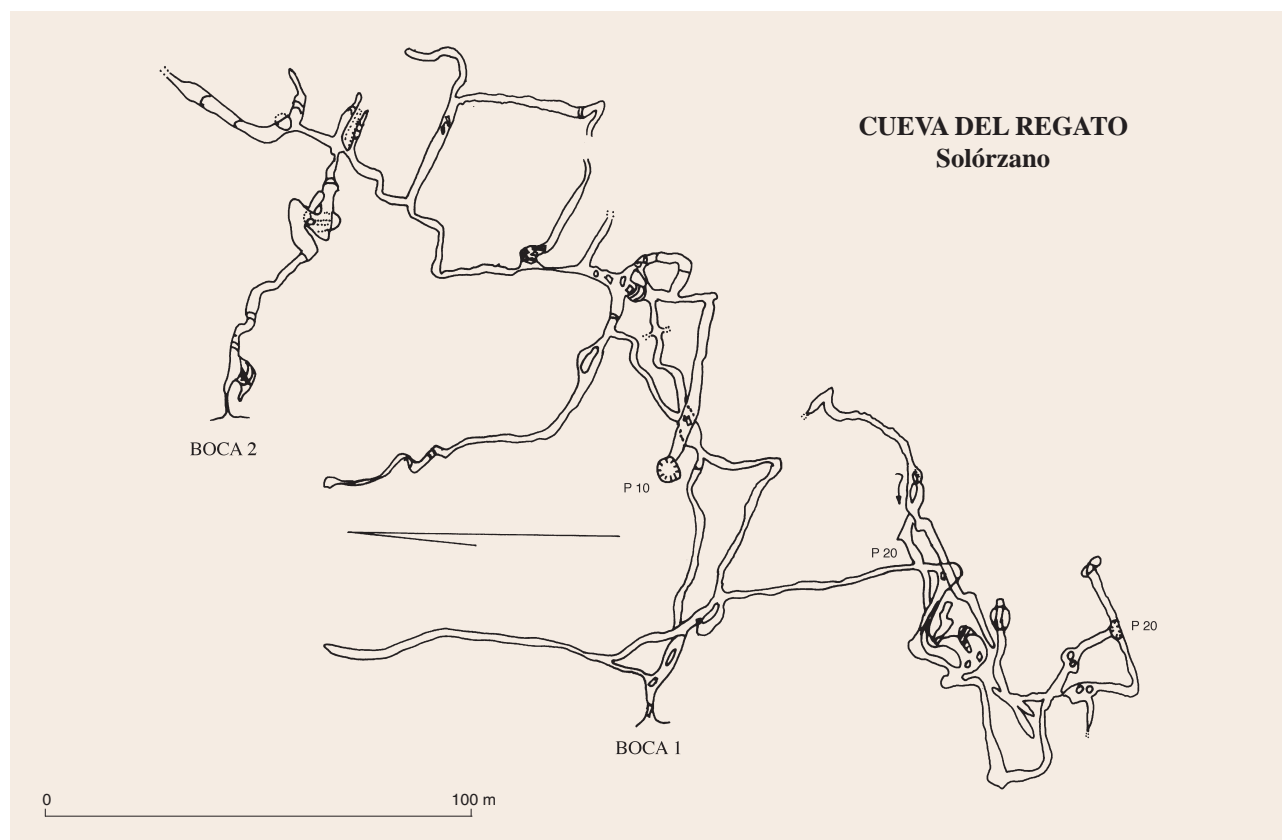 CUEVA DEL REGATO
Solórzano
BOCA 2
P 10
P 20
P 20
BOCA 1
0 100 m